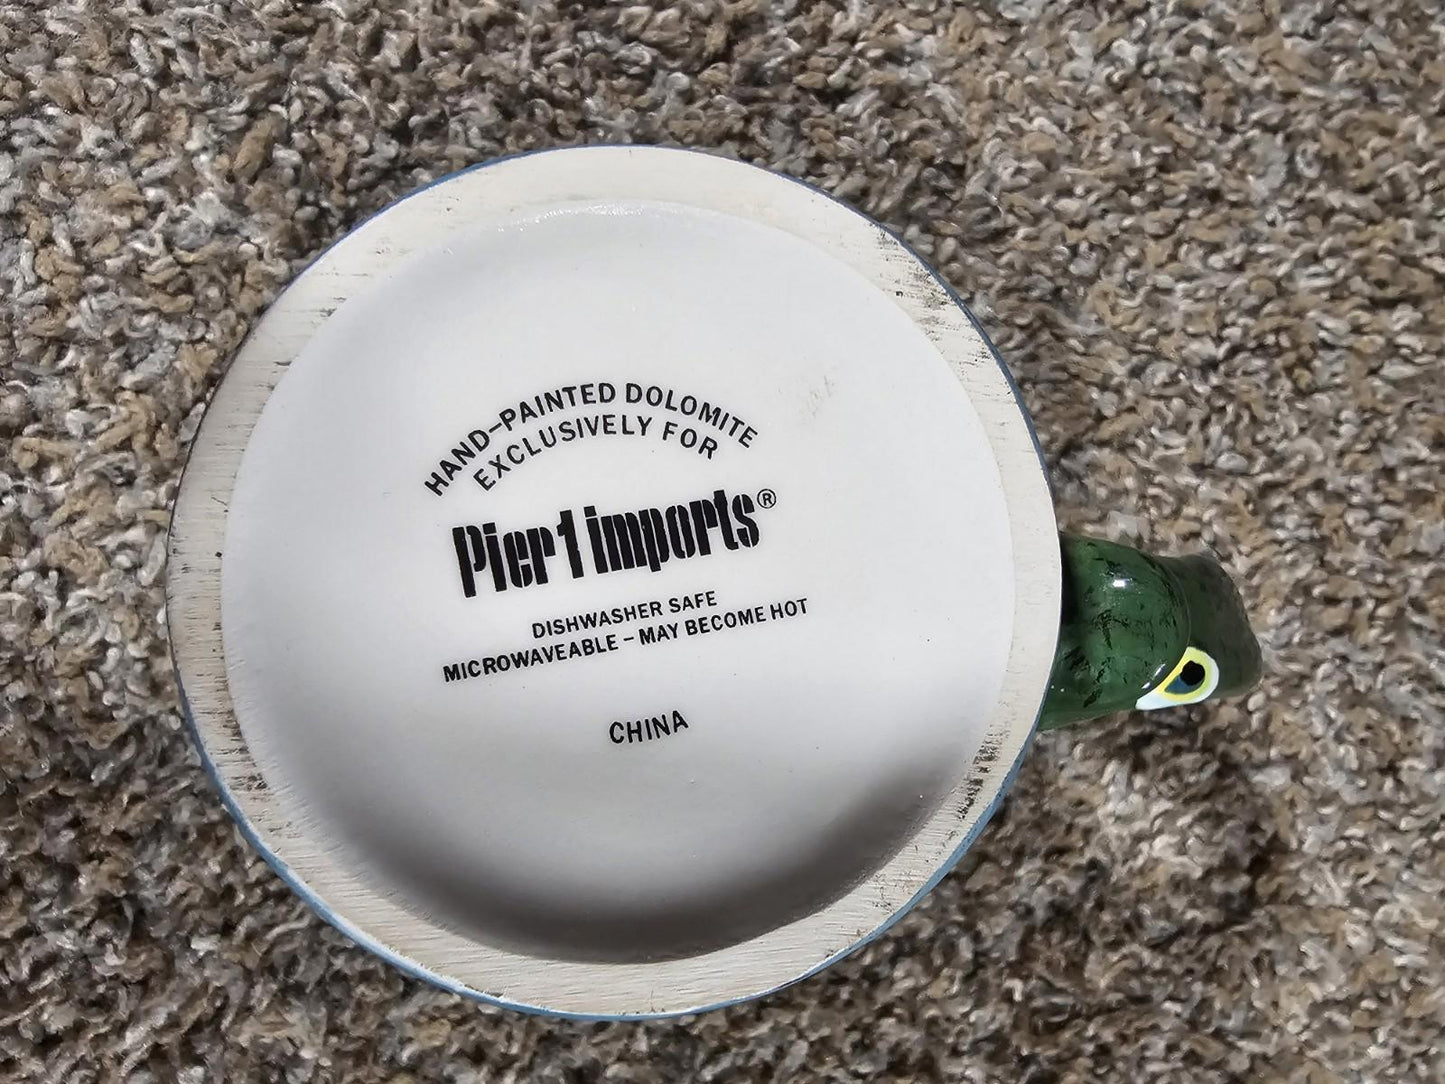 HAND-PAINTED DOLOMITE
EXCLUSIVELY FOR
Pier 1 imports®
DISHWASHER SAFE
MICROWAVEABLE – MAY BECOME HOT
CHINA